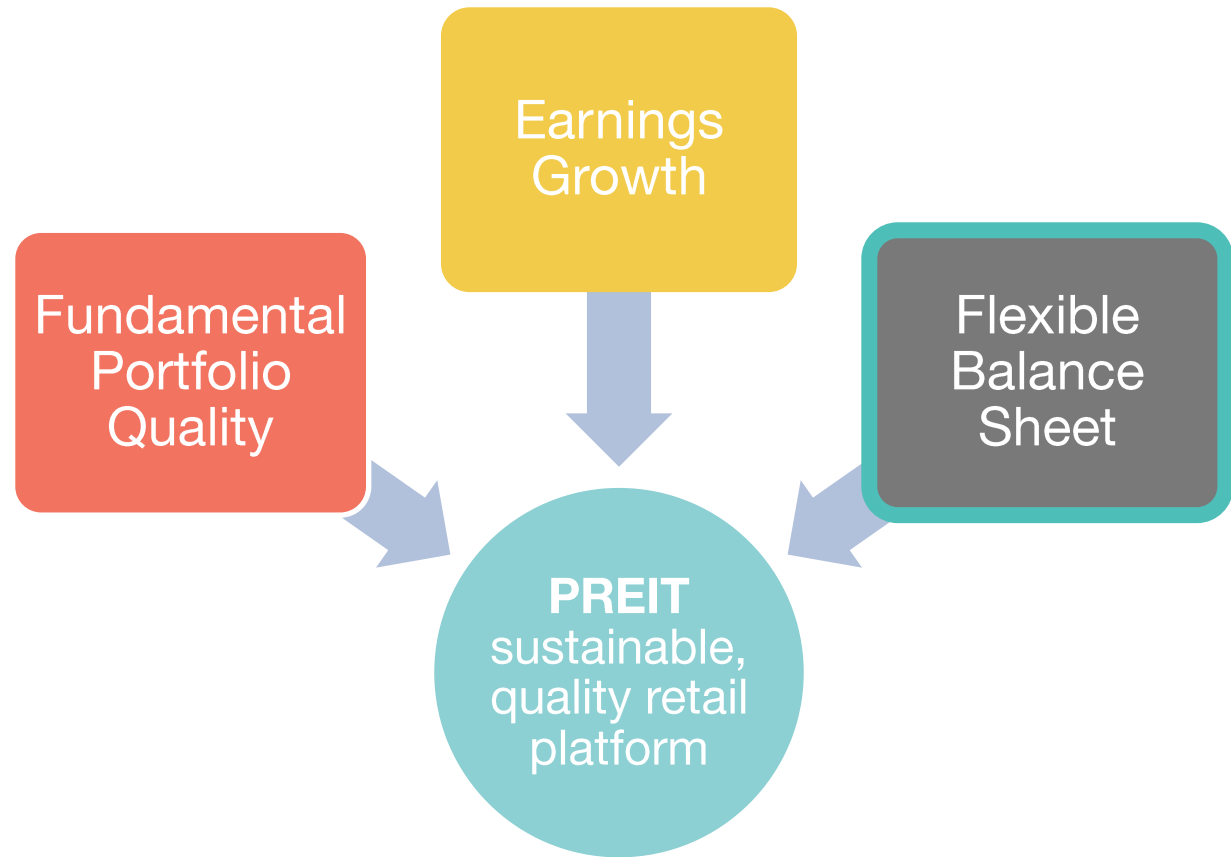 Earnings
Growth
Fundamental
Portfolio
Quality
Flexible
Balance
Sheet
PREIT
sustainable,
quality retail
platform